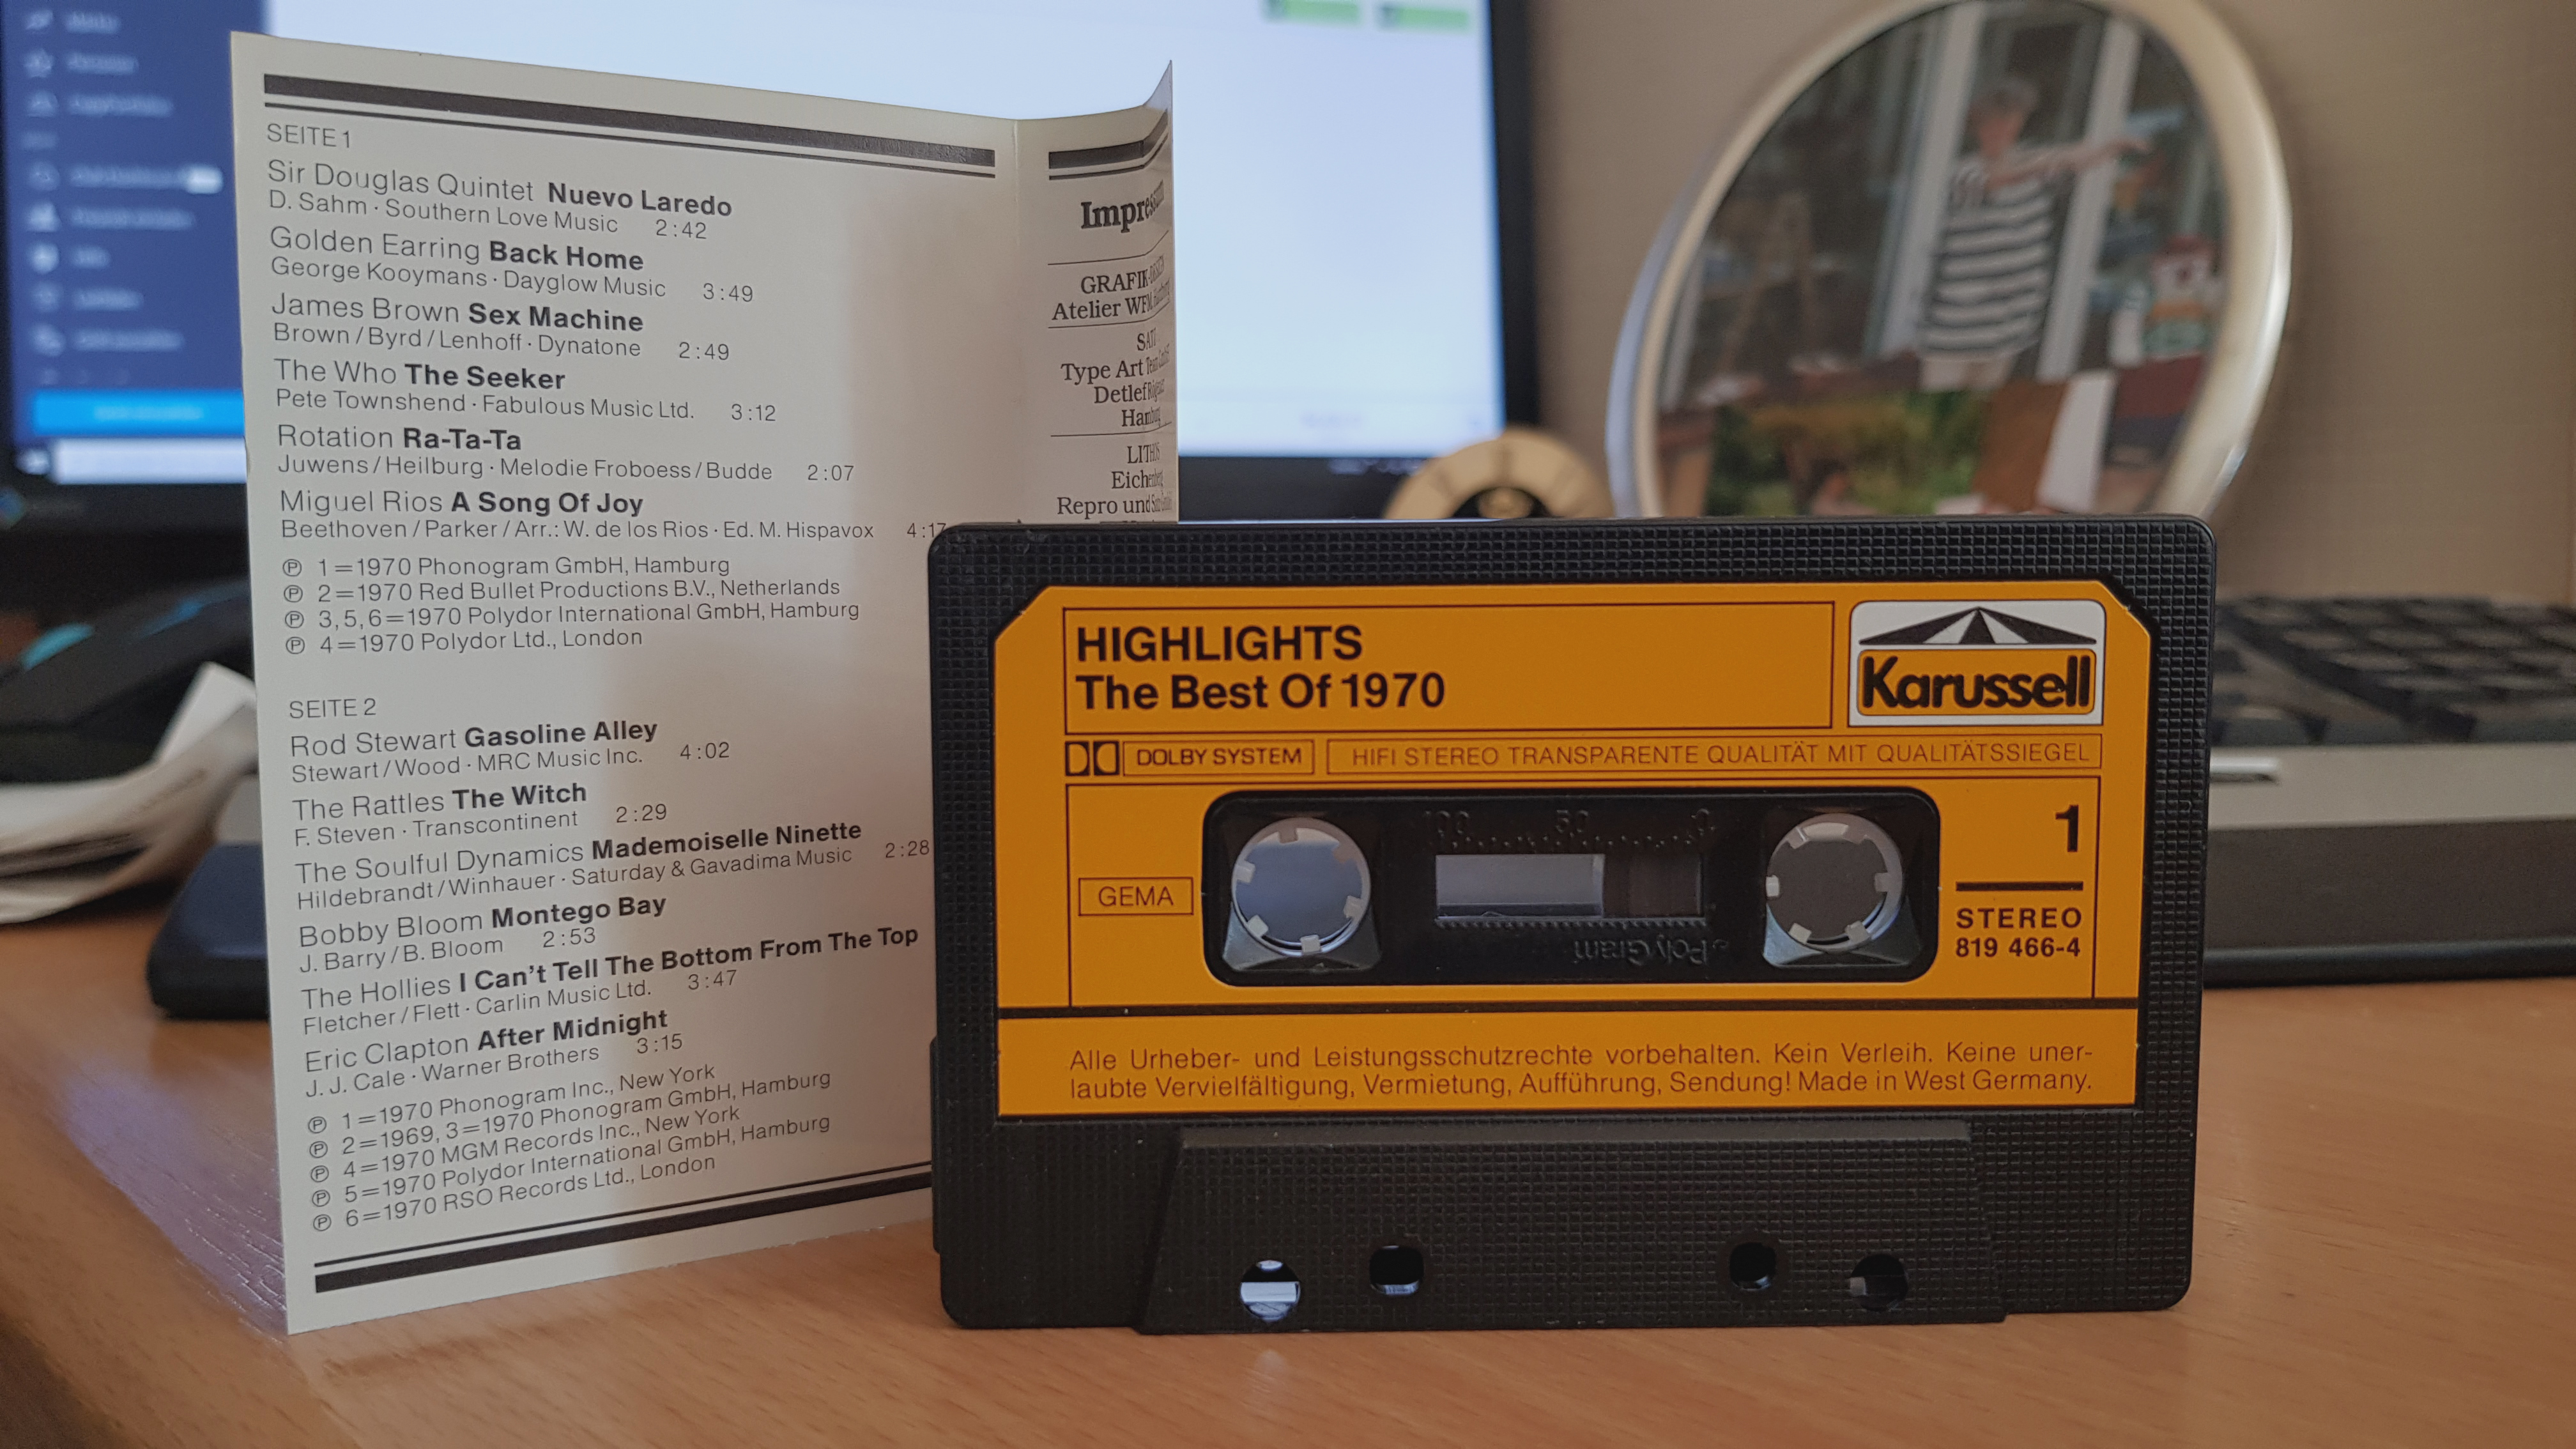 SEITE 1
Sir Douglas Quintet Nuevo Laredo
D. Sahm · Southern Love Music 2:42
Golden Earring Back Home
George Kooymans · Dayglow Music 3:49
James Brown Sex Machine
Brown/Byrd/Lenhoff · Dynatone 2:49
The Who The Seeker
Pete Townshend · Fabulous Music Ltd. 3:12
Rotation Ra-Ta-Ta
Juwens/Heilburg · Melodie Froboess/Budde 2:07
Miguel Rios A Song Of Joy
Beethoven/Parker/Arr.: W. de los Rios · Ed. M. Hispavox 4:17
℗ 1=1970 Phonogram GmbH, Hamburg
℗ 2=1970 Red Bullet Productions B.V., Netherlands
℗ 3,5,6=1970 Polydor International GmbH, Hamburg
℗ 4=1970 Polydor Ltd., London
SEITE 2
Rod Stewart Gasoline Alley
Stewart/Wood · MRC Music Inc. 4:02
The Rattles The Witch
F. Steven · Transcontinent 2:29
The Soulful Dynamics Mademoiselle Ninette
Hildebrandt/Winhauer · Saturday & Gavadima Music 2:28
Bobby Bloom Montego Bay
J. Barry/B. Bloom 2:53
The Hollies I Can't Tell The Bottom From The Top
Fletcher/Flett · Carlin Music Ltd. 3:47
Eric Clapton After Midnight
J. J. Cale · Warner Brothers 3:15
℗ 1=1970 Phonogram Inc., New York
℗ 2=1969, 3=1970 Phonogram GmbH, Hamburg
℗ 4=1970 MGM Records Inc., New York
℗ 5=1970 Polydor International GmbH, Hamburg
℗ 6=1970 RSO Records Ltd., London
Impressum
Atelier
Type Art
Detlef
Hamburg
Repro und
HIGHLIGHTS
The Best Of 1970
Karussell
DOLBY SYSTEM
HIFI STEREO TRANSPARENTE QUALITÄT MIT QUALITÄTSSIEGEL
100 50 0
1
GEMA
STEREO
819 466-4
PolyGram
Alle Urheber- und Leistungsschutzrechte vorbehalten. Kein Verleih. Keine uner-
laubte Vervielfältigung, Vermietung, Aufführung, Sendung! Made in West Germany.